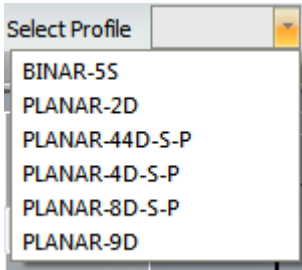 Select Profile
BINAR-5S
PLANAR-2D
PLANAR-44D-S-P
PLANAR-4D-S-P
PLANAR-8D-S-P
PLANAR-9D